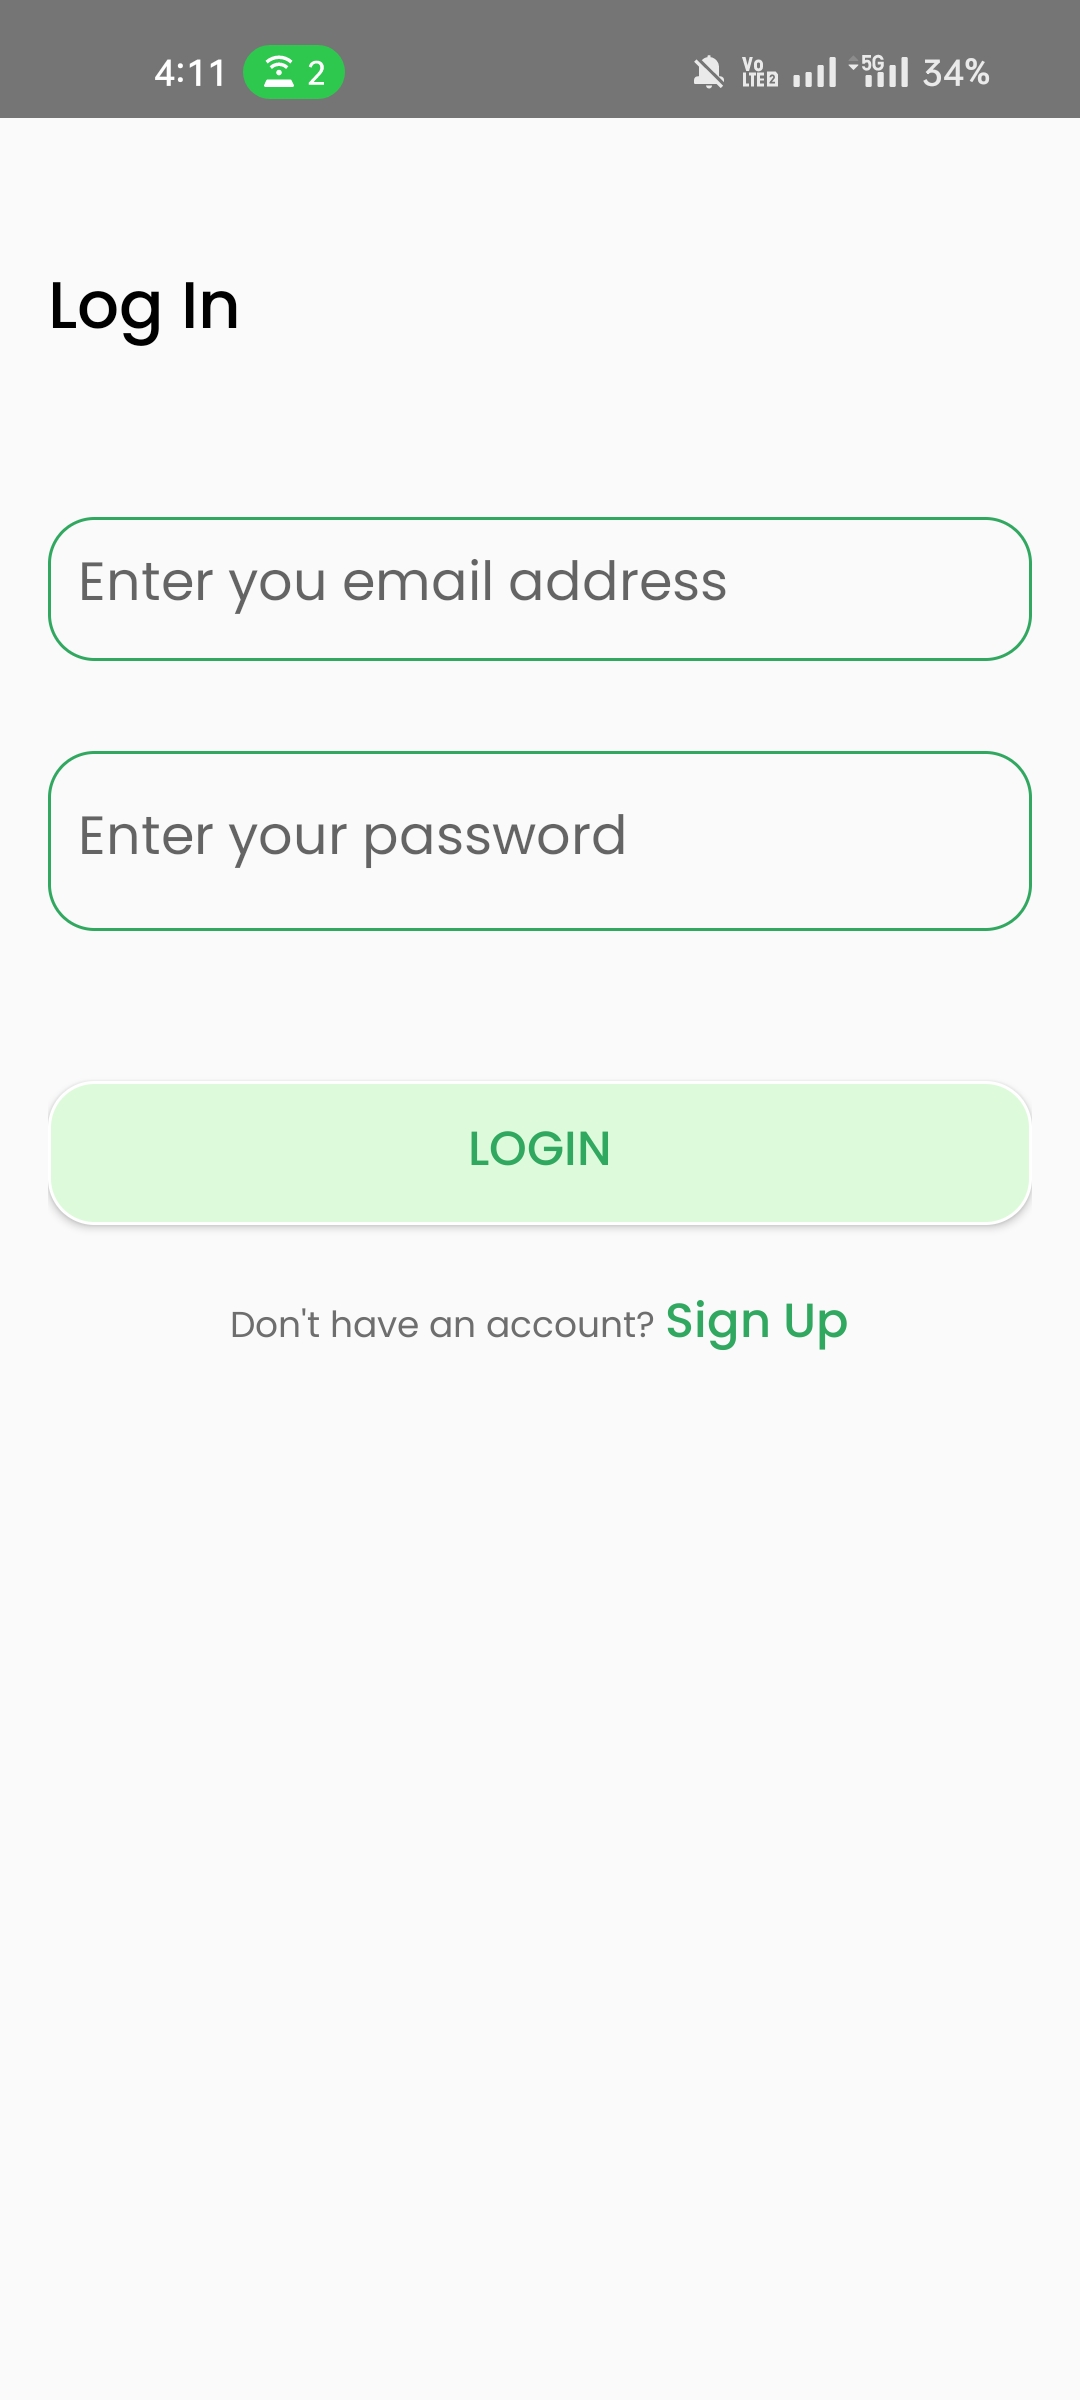 4:11 2 Vo LTE2 5G 34%
Log In
Enter you email address
Enter your password
LOGIN
Don't have an account? Sign Up